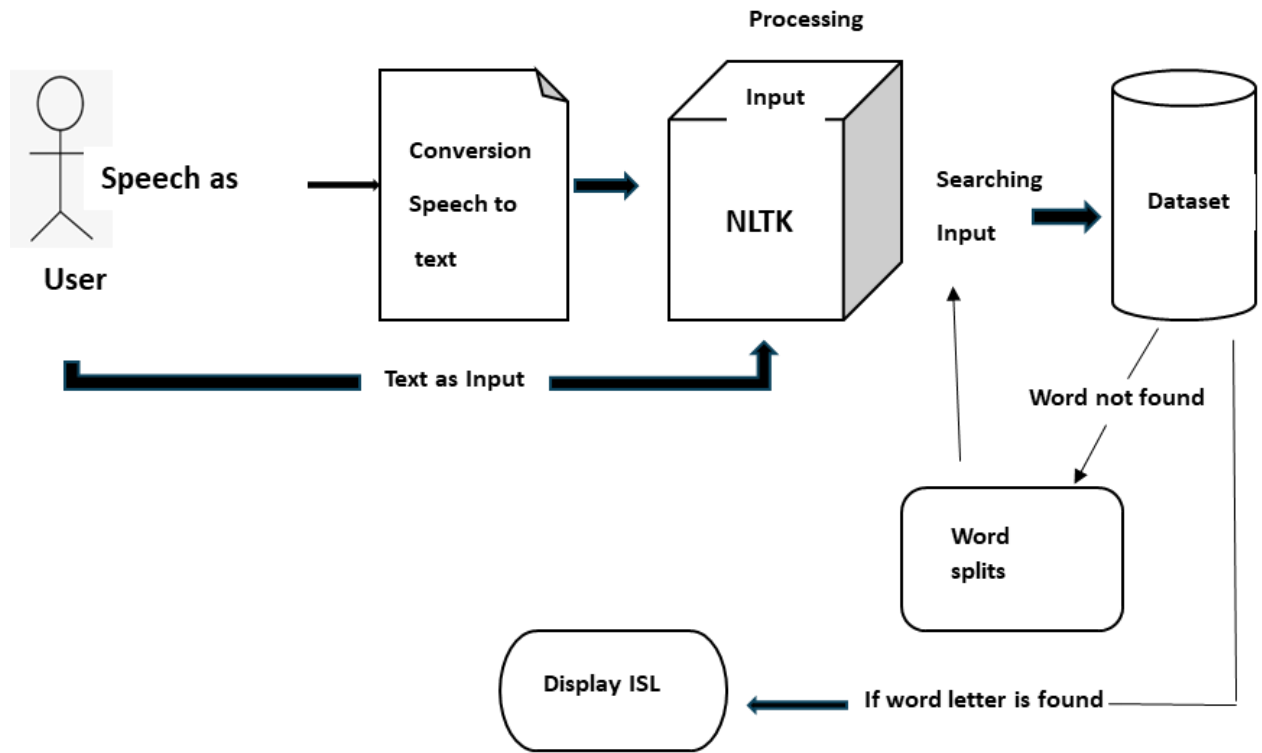 Processing
Input
Conversion
Speech to
text
NLTK
Speech as
User
Text as Input
Searching
Input
Dataset
Word not found
Word
splits
If word letter is found
Display ISL